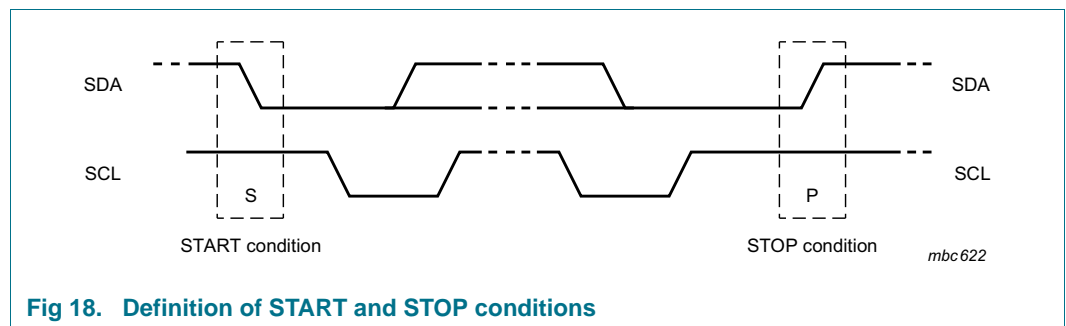 SDA
SDA
SCL
SCL
S
P
START condition
STOP condition
mbc622
Fig 18. Definition of START and STOP conditions